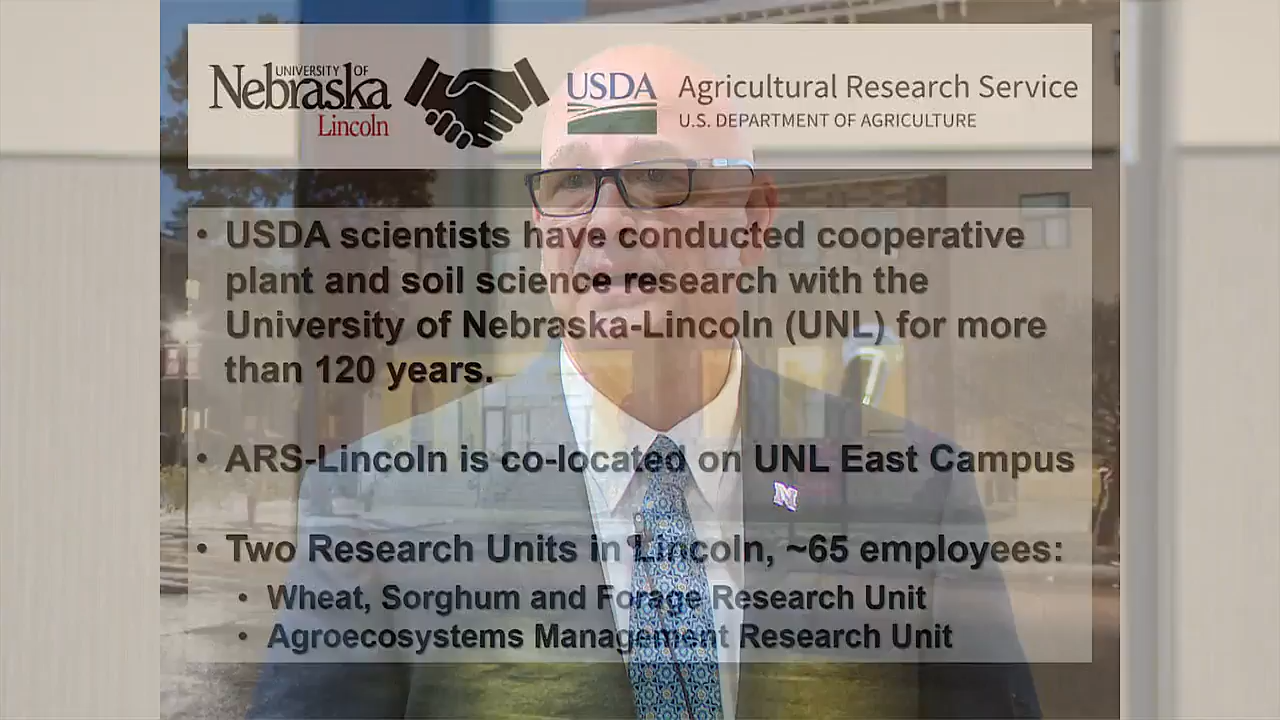 UNIVERSITY OF
Nebraska
Lincoln
USDA
Agricultural Research Service
U.S. DEPARTMENT OF AGRICULTURE
• USDA scientists have conducted cooperative
plant and soil science research with the
University of Nebraska-Lincoln (UNL) for more
than 120 years.
• ARS-Lincoln is co-located on UNL East Campus
N
• Two Research Units in Lincoln, ~65 employees:
• Wheat, Sorghum and Forage Research Unit
• Agroecosystems Management Research Unit